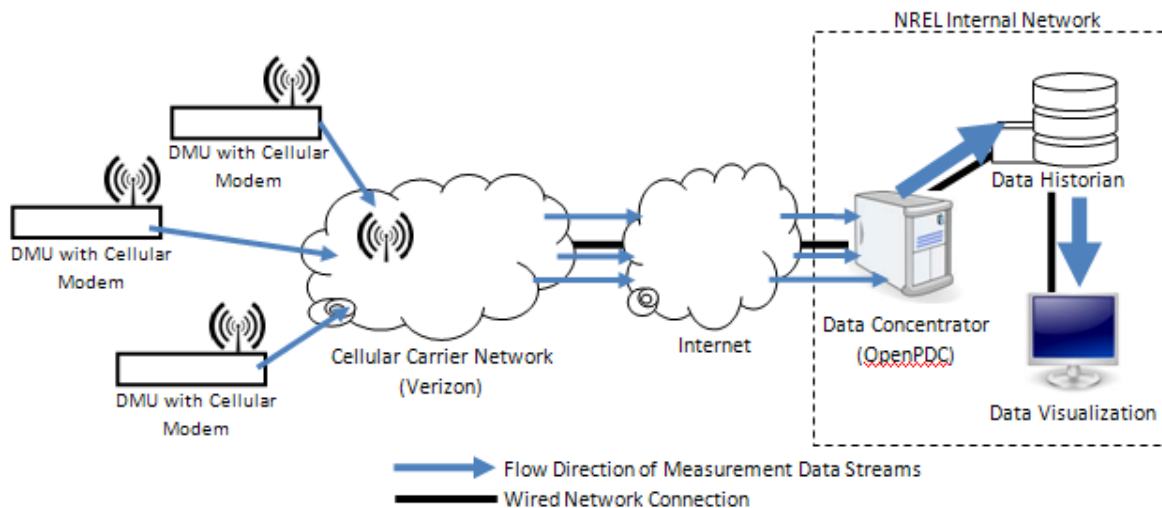 NREL Internal Network
DMU with Cellular
Modem
DMU with Cellular
Modem
DMU with Cellular
Modem
Cellular Carrier Network
(Verizon)
Internet
Data Concentrator
(OpenPDC)
Data Historian
Data Visualization
Flow Direction of Measurement Data Streams
Wired Network Connection